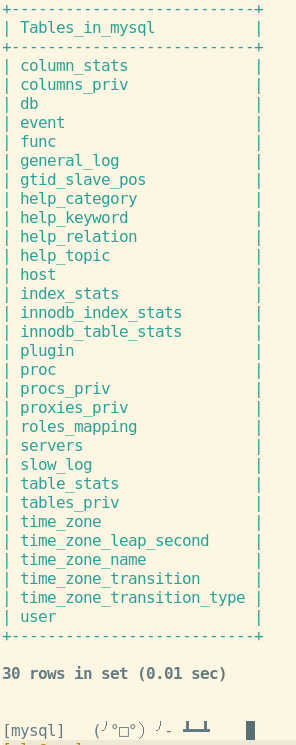 +--------------------------+
| Tables_in_mysql           |
+--------------------------+
| column_stats              |
| columns_priv              |
| db                        |
| event                     |
| func                      |
| general_log               |
| gtid_slave_pos            |
| help_category             |
| help_keyword              |
| help_relation             |
| help_topic                |
| host                      |
| index_stats               |
| innodb_index_stats        |
| innodb_table_stats        |
| plugin                    |
| proc                      |
| procs_priv                |
| proxies_priv              |
| roles_mapping             |
| servers                   |
| slow_log                  |
| table_stats               |
| tables_priv               |
| time_zone                 |
| time_zone_leap_second     |
| time_zone_name            |
| time_zone_transition      |
| time_zone_transition_type |
| user                      |
+--------------------------+
30 rows in set (0.01 sec)
[mysql]   (╯°□°) ╯- ┻━┻